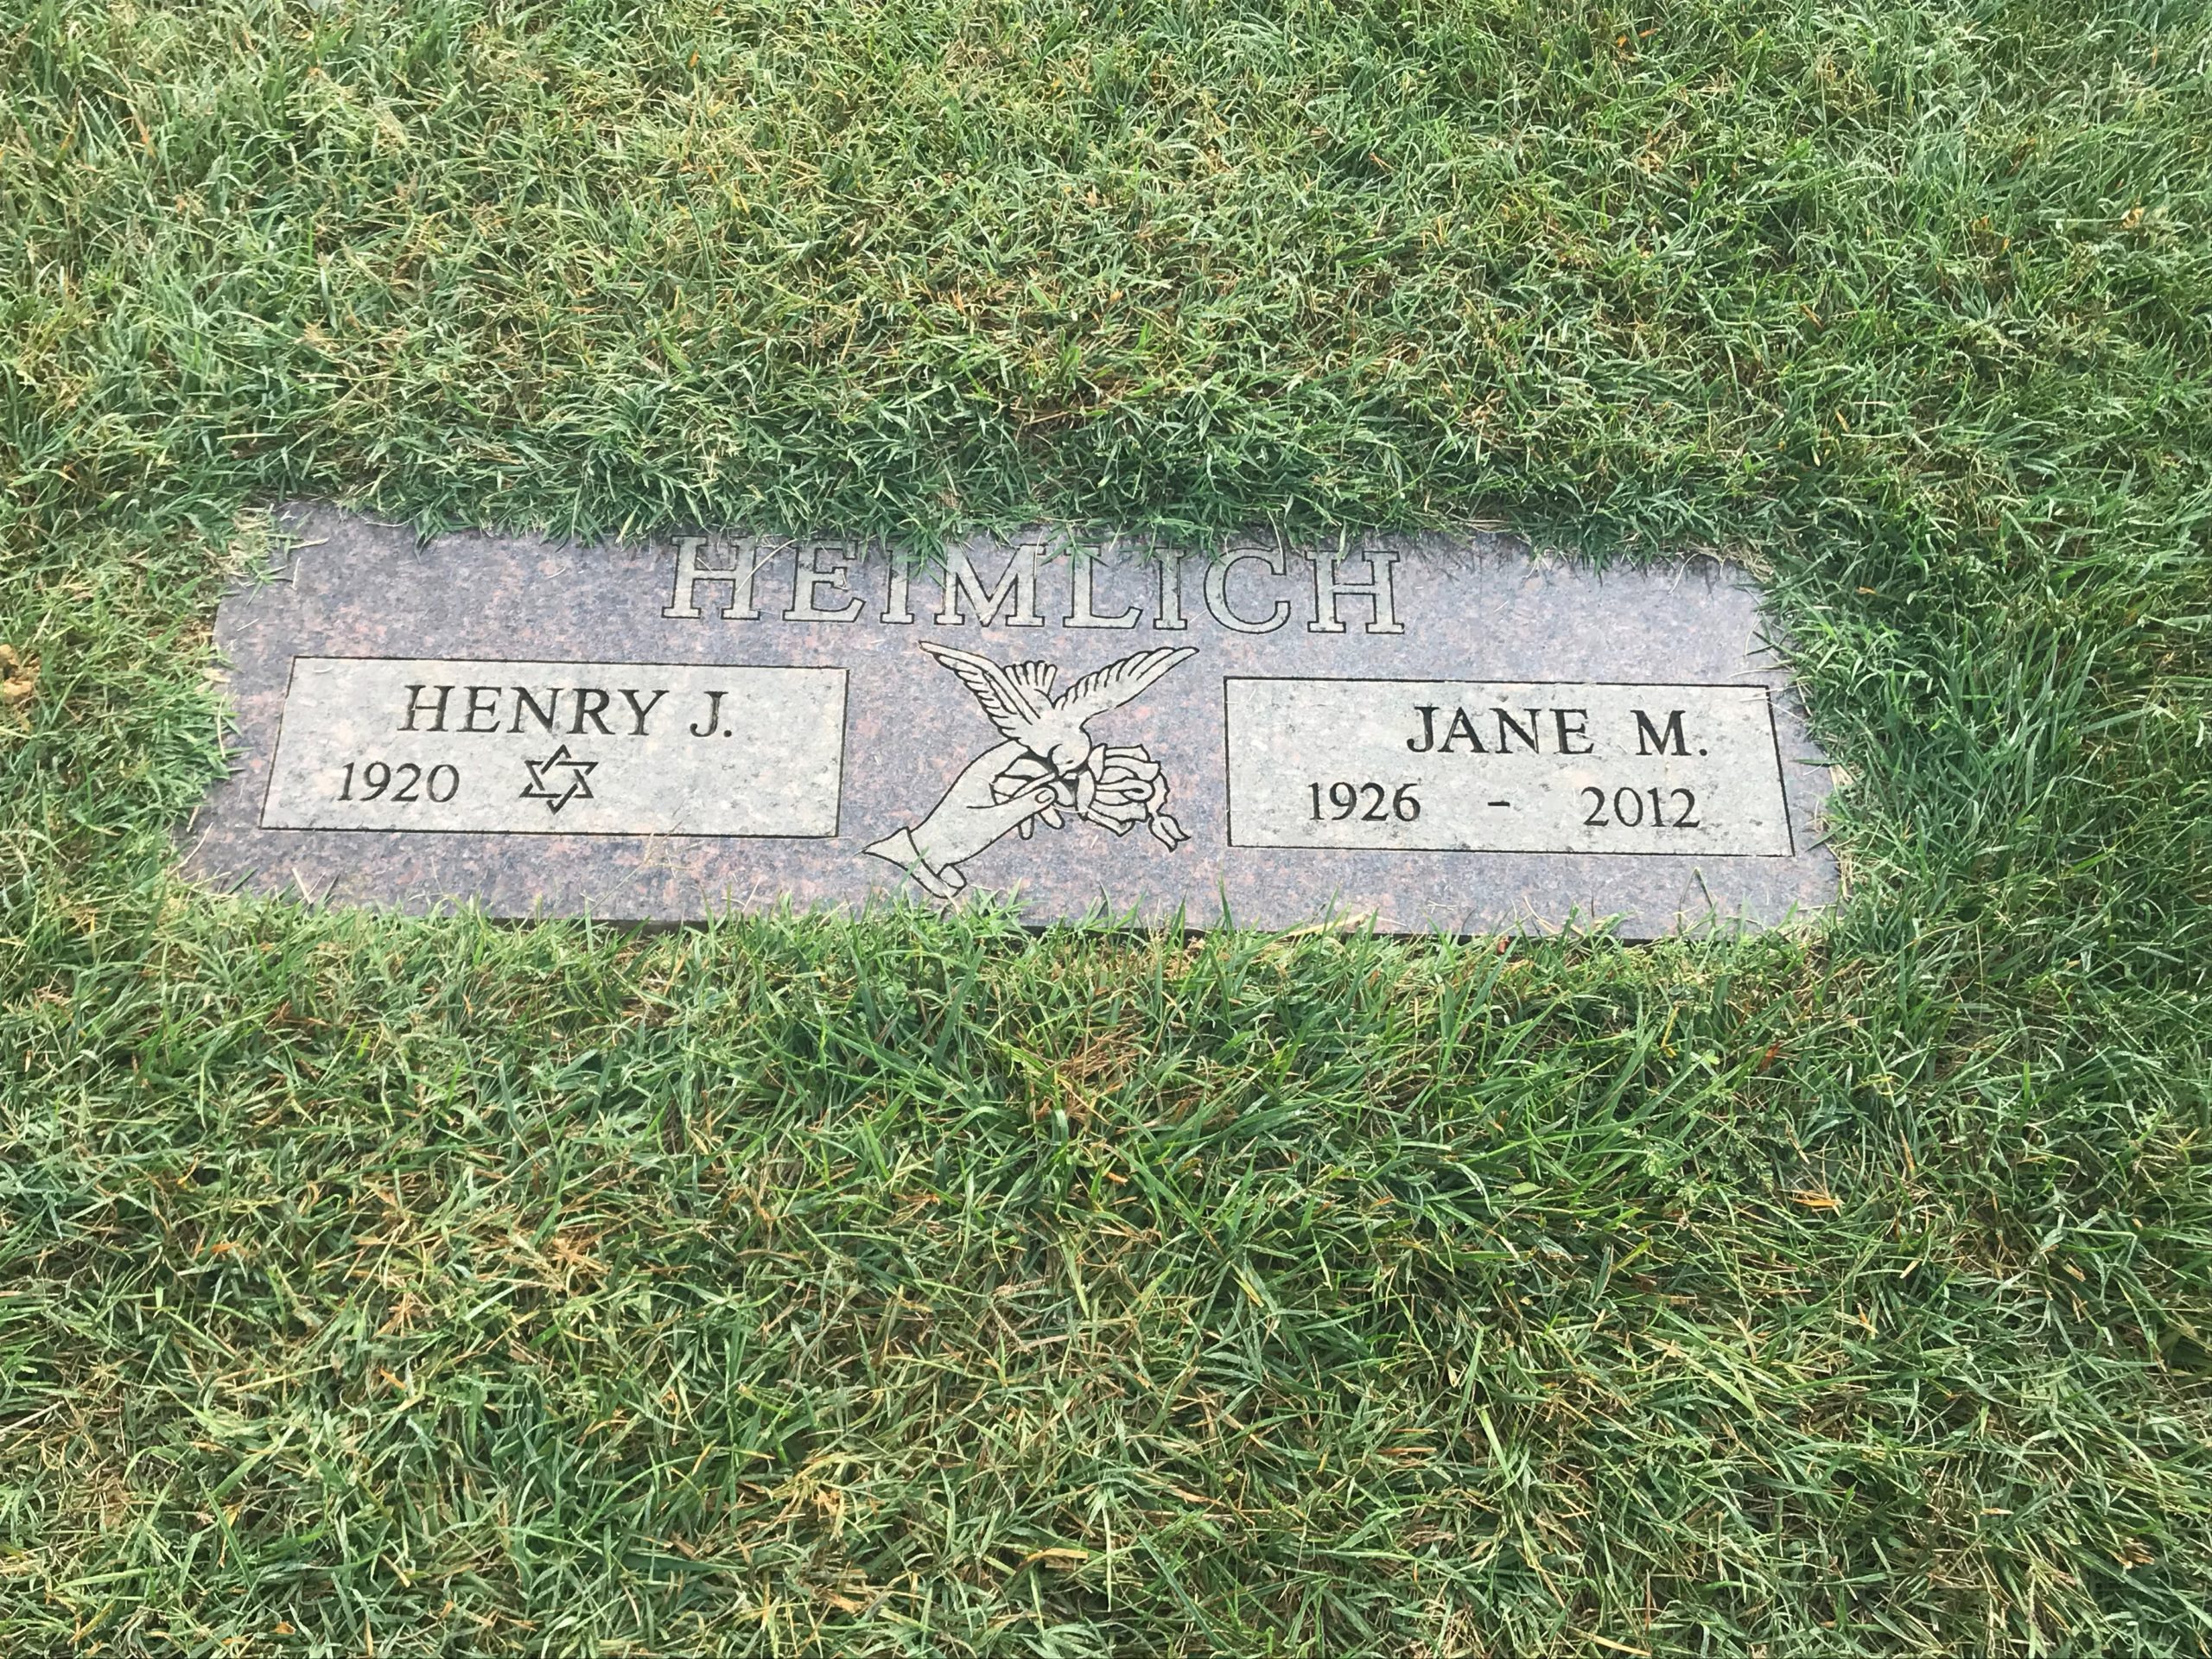 HEIMLICH
HENRY J.
1920
JANE M.
1926 - 2012